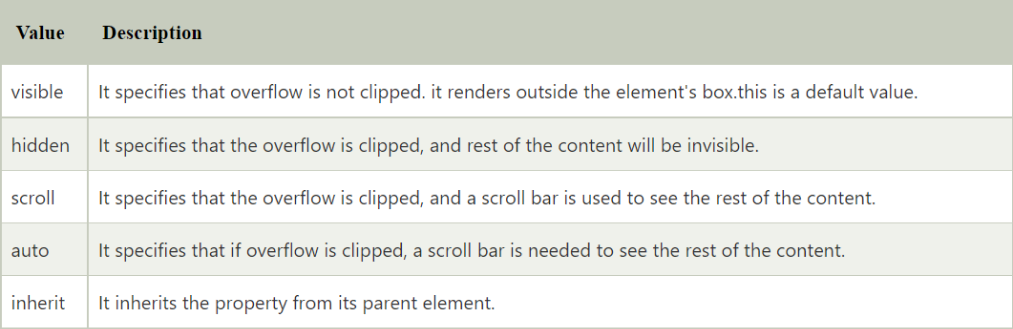 Value Description
visible It specifies that overflow is not clipped. it renders outside the element's box.this is a default value.
hidden It specifies that the overflow is clipped, and rest of the content will be invisible.
scroll It specifies that the overflow is clipped, and a scroll bar is used to see the rest of the content.
auto It specifies that if overflow is clipped, a scroll bar is needed to see the rest of the content.
inherit It inherits the property from its parent element.